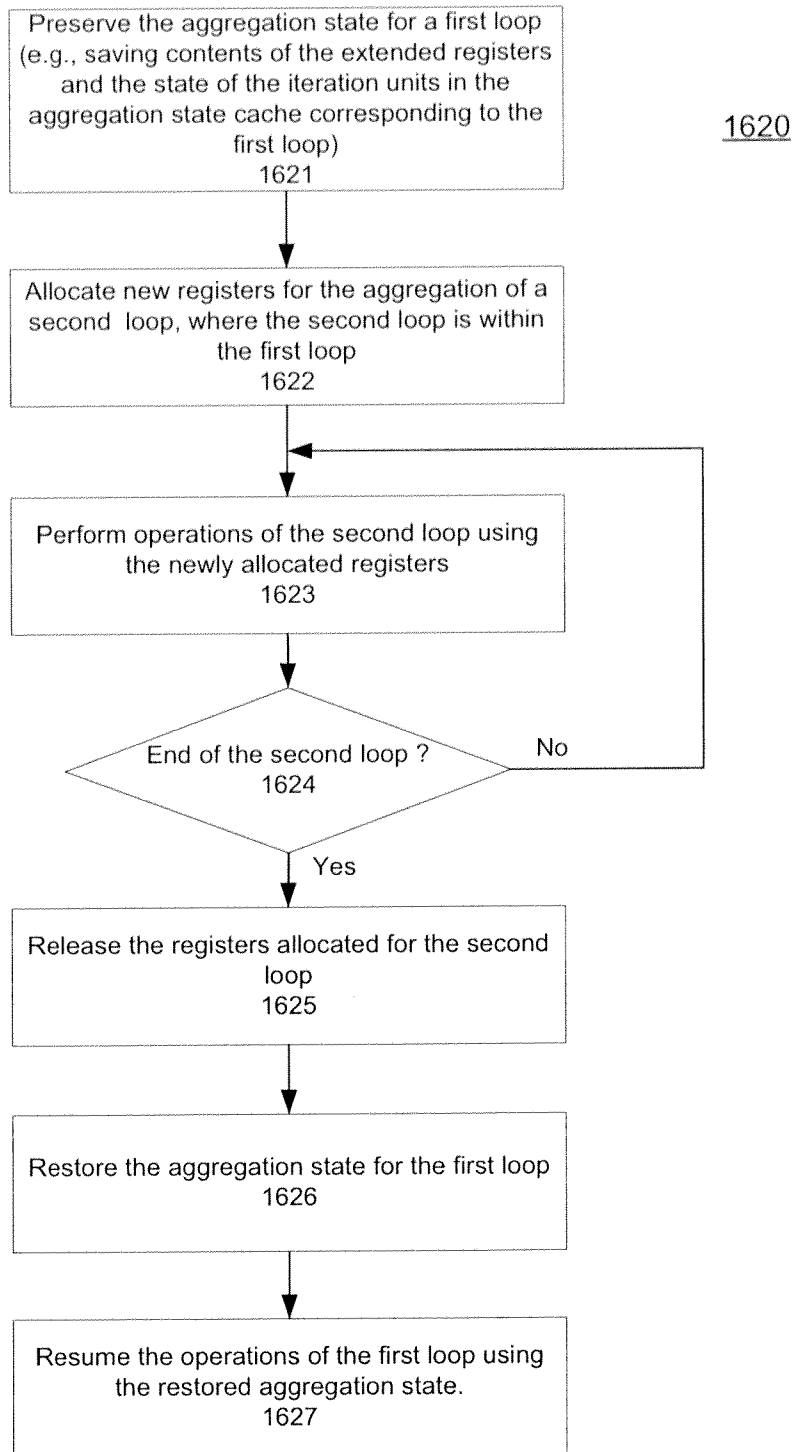 Preserve the aggregation state for a first loop
(e.g., saving contents of the extended registers
and the state of the iteration units in the
aggregation state cache corresponding to the
first loop)
1621
1620
Allocate new registers for the aggregation of a
second loop, where the second loop is within
the first loop
1622
Perform operations of the second loop using
the newly allocated registers
1623
End of the second loop ?
1624
No
Yes
Release the registers allocated for the second
loop
1625
Restore the aggregation state for the first loop
1626
Resume the operations of the first loop using
the restored aggregation state.
1627